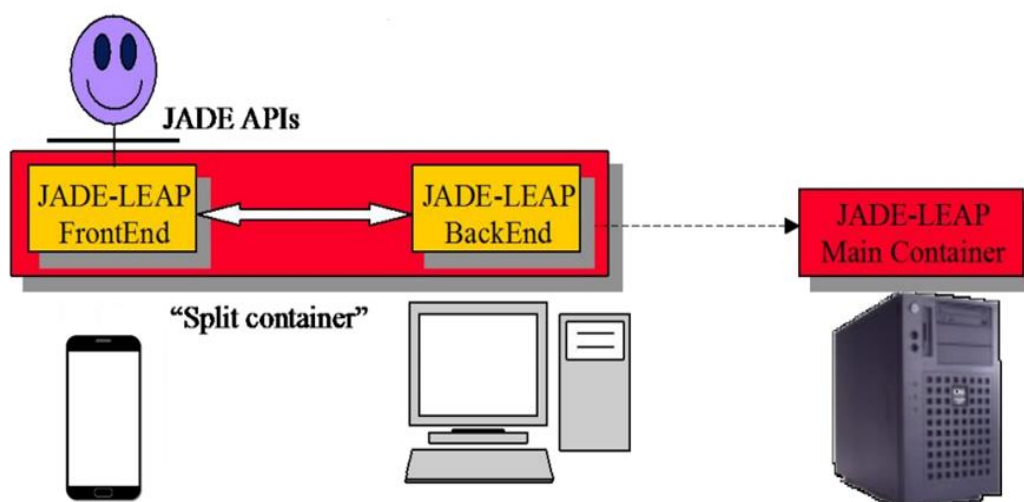 JADE APIs
JADE-LEAP
FrontEnd
JADE-LEAP
BackEnd
JADE-LEAP
Main Container
“Split container”